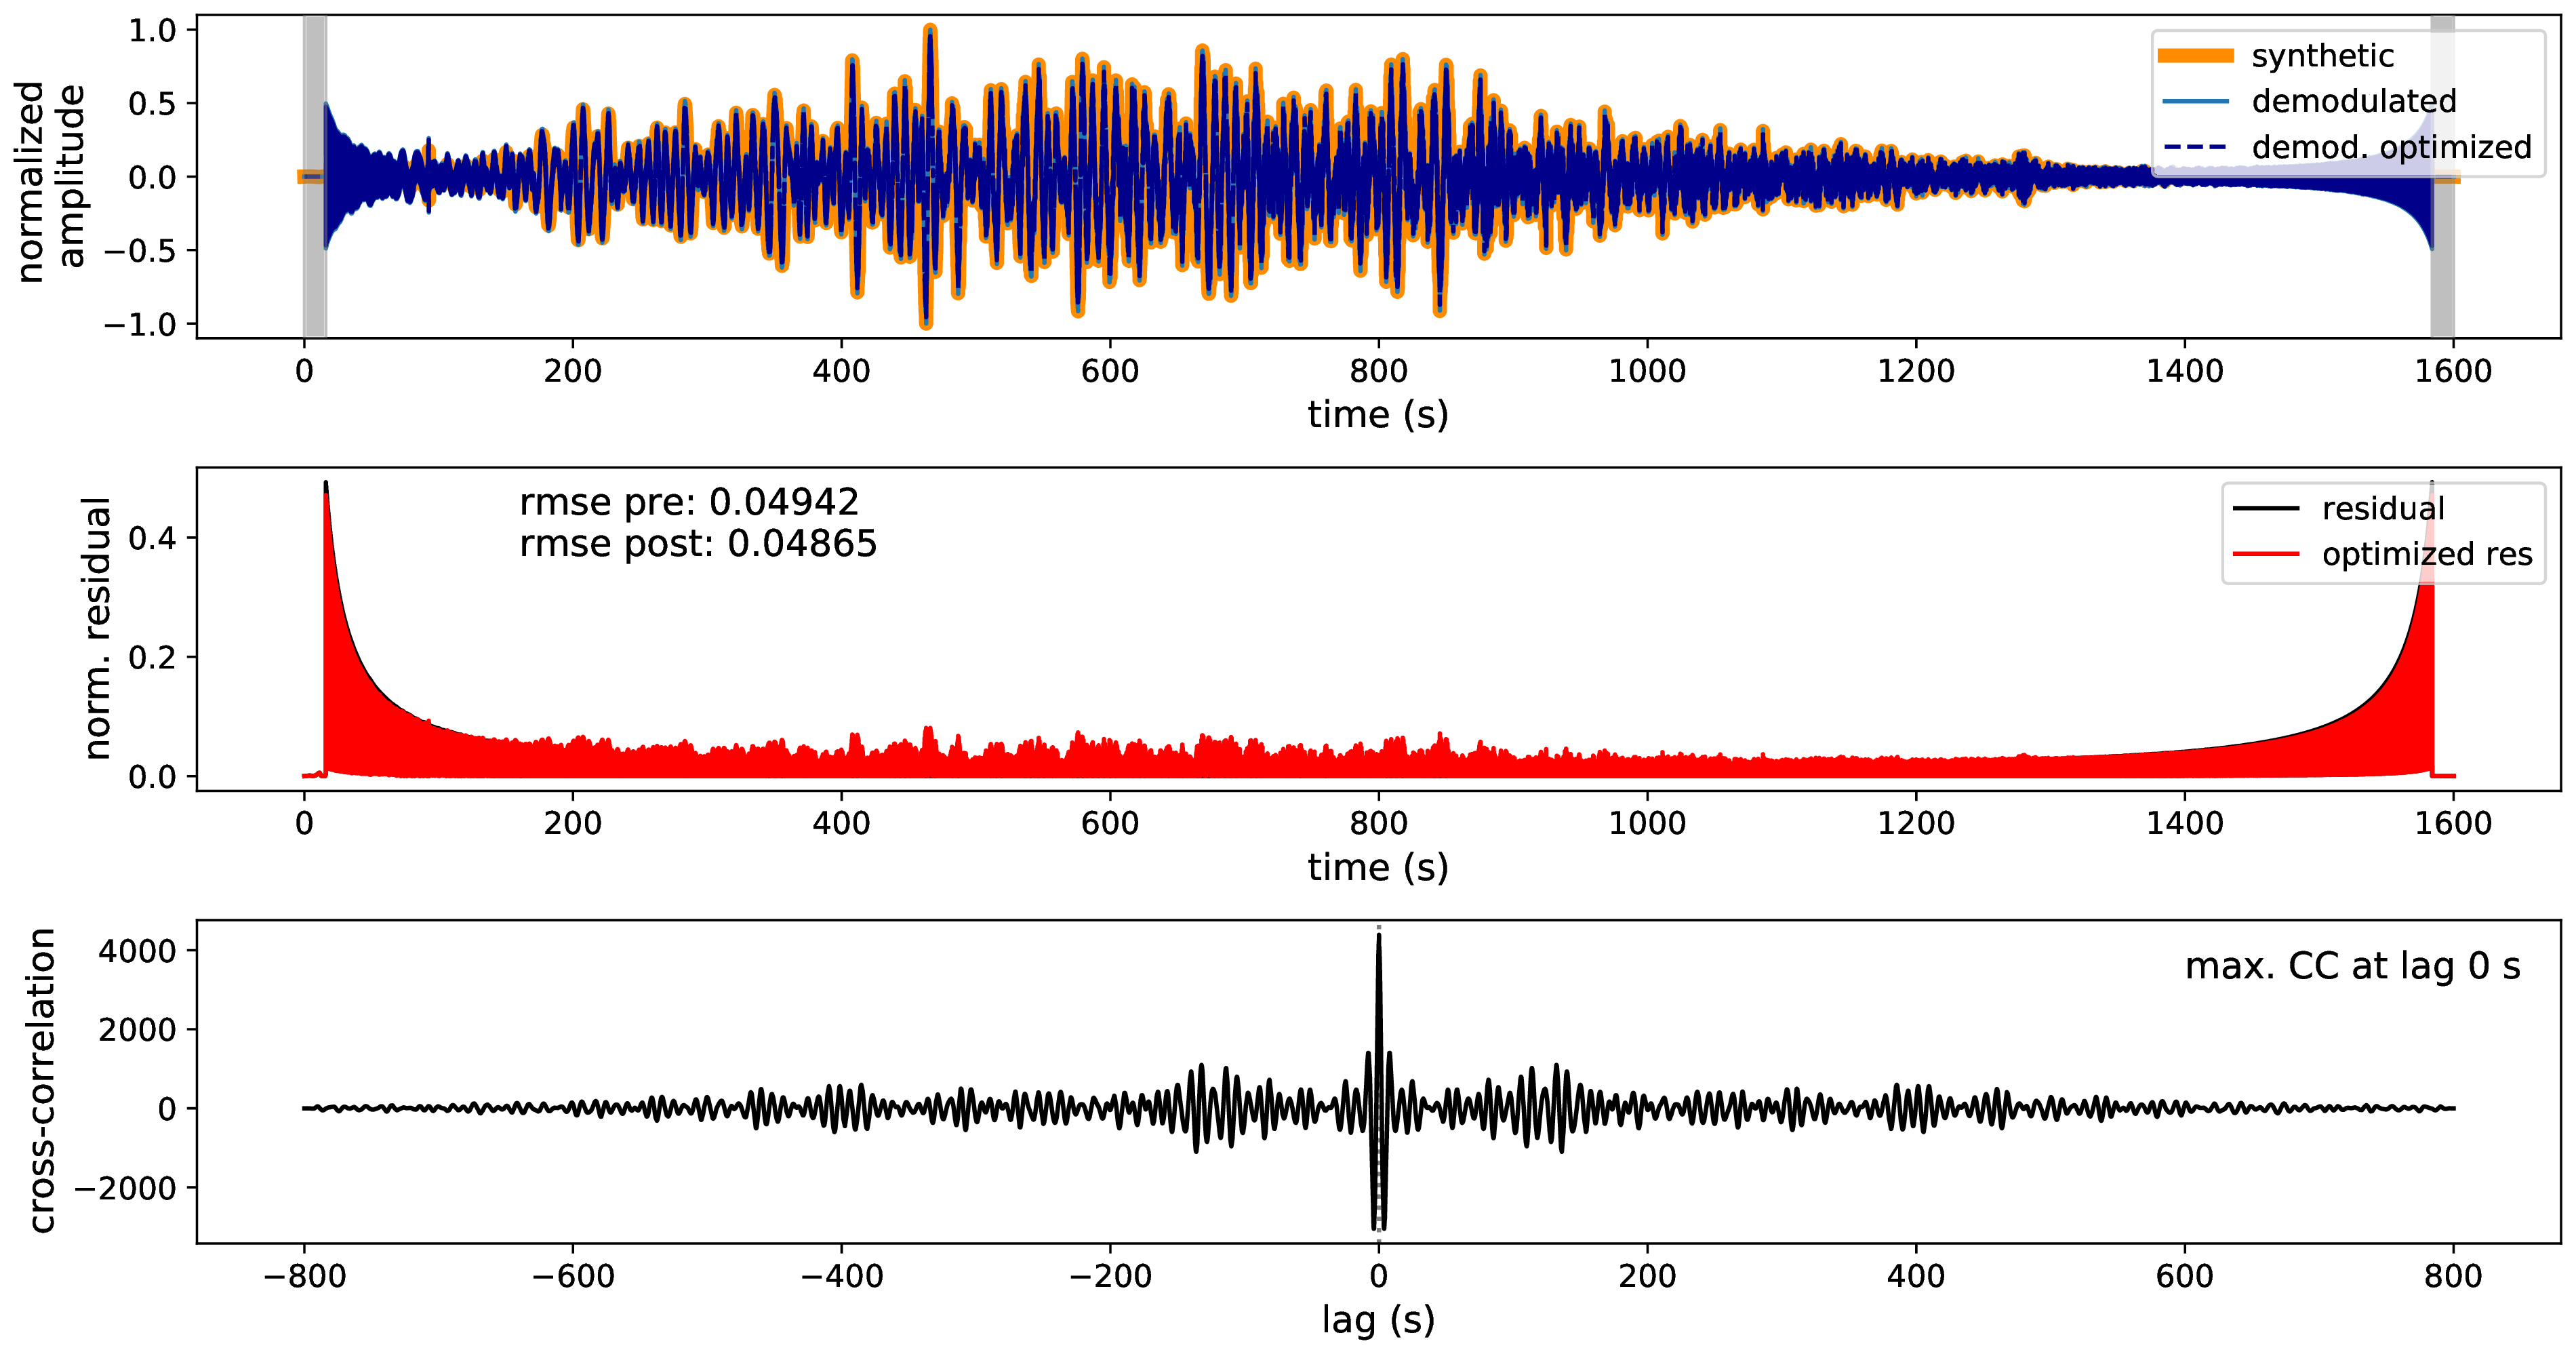 normalized
amplitude
1.0
0.5
0.0
−0.5
−1.0
synthetic
demodulated
demod. optimized
0 200 400 600 800 1000 1200 1400 1600
time (s)
norm. residual
0.4
0.2
0.0
rmse pre: 0.04942
rmse post: 0.04865
residual
optimized res
0 200 400 600 800 1000 1200 1400 1600
time (s)
cross-correlation
4000
2000
0
−2000
max. CC at lag 0 s
−800 −600 −400 −200 0 200 400 600 800
lag (s)